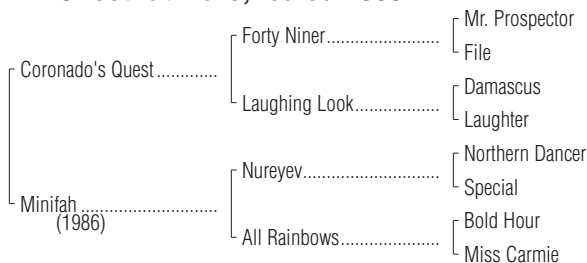 Mr. Prospector
Forty Niner
File
Coronado's Quest
Damascus
Laughing Look
Laughter
Northern Dancer
Nureyev
Special
Minifah
(1986)
Bold Hour
All Rainbows
Miss Carmie